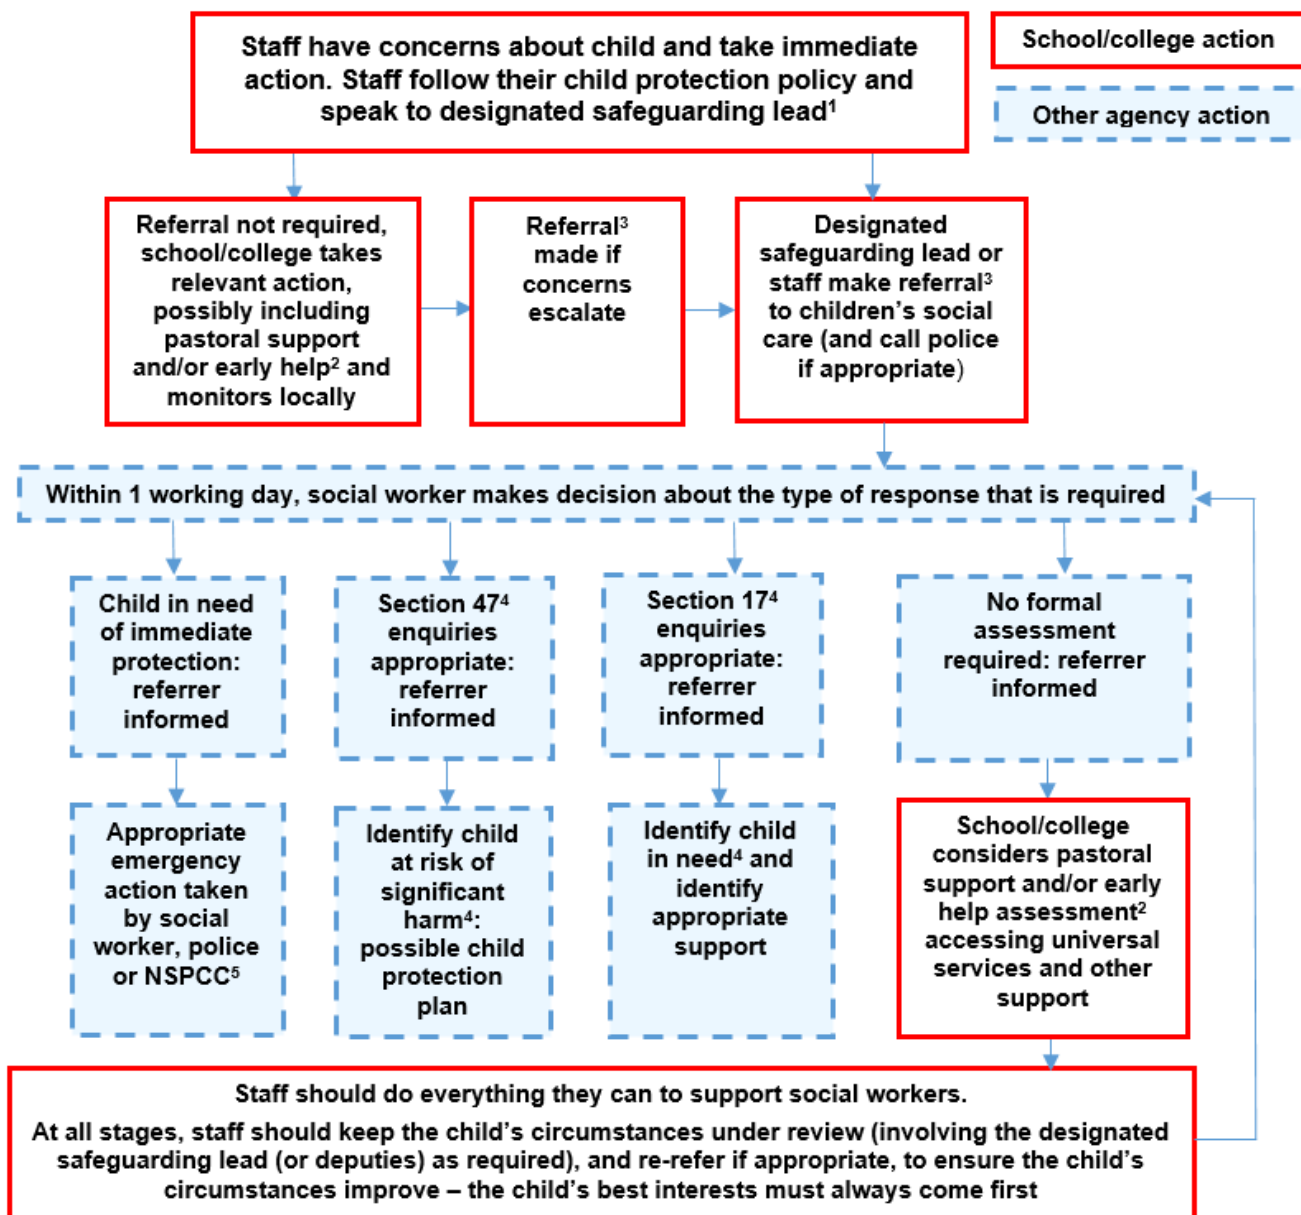 Staff have concerns about child and take immediate
action. Staff follow their child protection policy and
speak to designated safeguarding lead¹
School/college action
Other agency action
Referral not required,
school/college takes
relevant action,
possibly including
pastoral support
and/or early help² and
monitors locally
Referral³
made if
concerns
escalate
Designated
safeguarding lead or
staff make referral³
to children’s social
care (and call police
if appropriate)
Within 1 working day, social worker makes decision about the type of response that is required
Child in need
of immediate
protection:
referrer
informed
Section 47⁴
enquiries
appropriate:
referrer
informed
Section 17⁴
enquiries
appropriate:
referrer
informed
No formal
assessment
required: referrer
informed
Appropriate
emergency
action taken
by social
worker, police
or NSPCC⁵
Identify child
at risk of
significant
harm⁴:
possible child
protection
plan
Identify child
in need⁴ and
identify
appropriate
support
School/college
considers pastoral
support and/or early
help assessment²
accessing universal
services and other
support
Staff should do everything they can to support social workers.
At all stages, staff should keep the child’s circumstances under review (involving the designated
safeguarding lead (or deputies) as required), and re-refer if appropriate, to ensure the child’s
circumstances improve – the child’s best interests must always come first